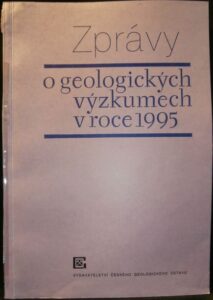 Zprávy
o geologických
výzkumech
v roce 1995
VYDAVATELSTVÍ ČESKÉHO GEOLOGICKÉHO ÚSTAVU